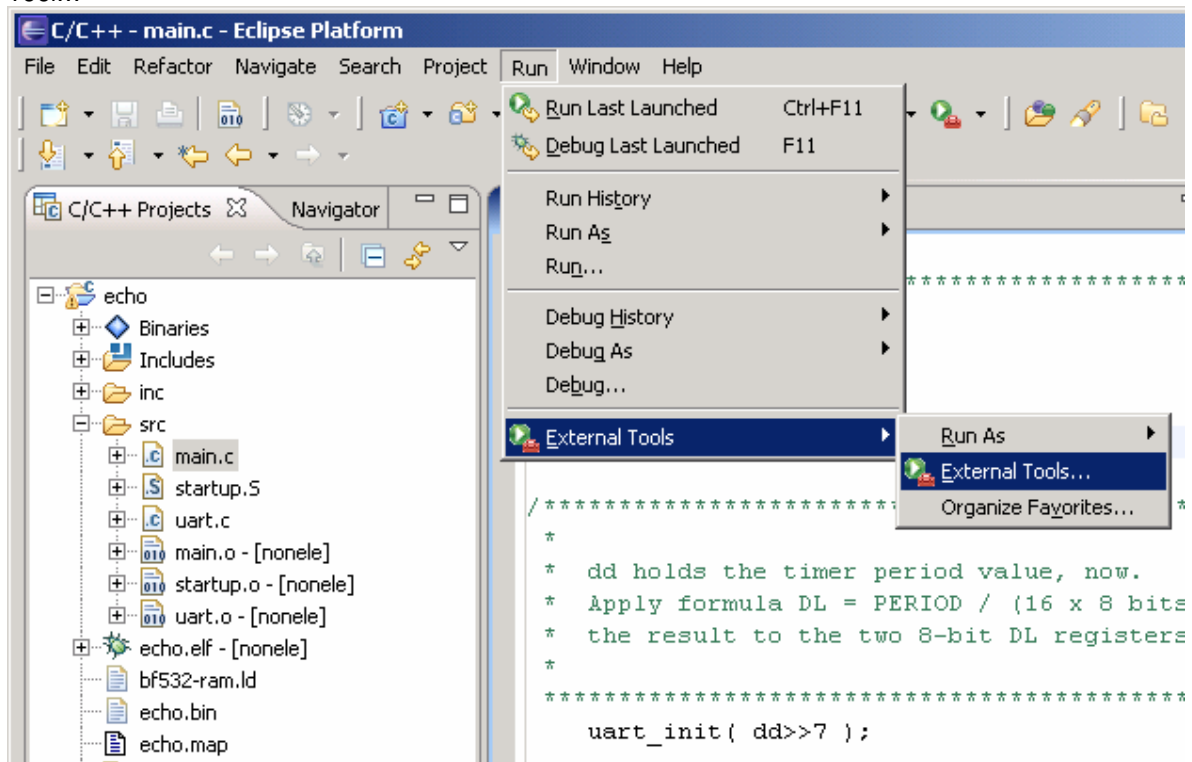 C/C++ - main.c - Eclipse Platform
File Edit Refactor Navigate Search Project Run Window Help
Run Last Launched Ctrl+F11
Debug Last Launched F11
C/C++ Projects Navigator
Run History
Run As
Run...
Debug History
Debug As
Debug...
External Tools
Run As
External Tools...
Organize Favorites...
echo
Binaries
Includes
inc
src
main.c
startup.S
uart.c
main.o - [nonele]
startup.o - [nonele]
uart.o - [nonele]
echo.elf - [nonele]
bf532-ram.ld
echo.bin
echo.map
********************
/******************************
*
* dd holds the timer period value, now.
* Apply formula DL = PERIOD / (16 x 8 bits
* the result to the two 8-bit DL registers
*
*******************************************
uart_init( dd>>7 );